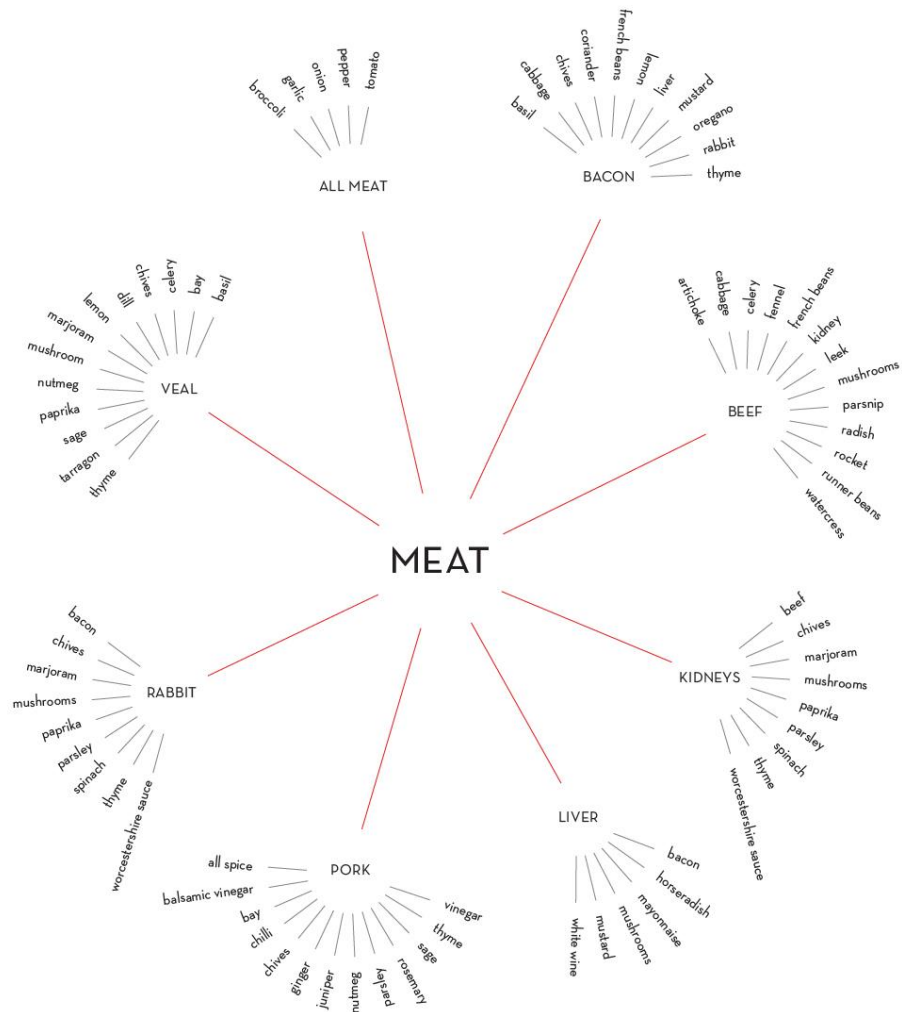 MEAT
ALL MEAT
broccoli
garlic
onion
pepper
tomato
BACON
basil
cabbage
chives
coriander
french beans
lemon
liver
mustard
oregano
rabbit
thyme
BEEF
artichoke
cabbage
celery
fennel
french beans
kidney
leek
mushrooms
parsnip
radish
rocket
runner beans
watercress
KIDNEYS
beef
chives
marjoram
mushrooms
paprika
parsley
spinach
thyme
worcestershire sauce
LIVER
bacon
horseradish
mayonnaise
mushrooms
mustard
white wine
PORK
all spice
balsamic vinegar
bay
chilli
chives
ginger
juniper
nutmeg
parsley
rosemary
sage
thyme
vinegar
RABBIT
bacon
chives
marjoram
mushrooms
paprika
parsley
spinach
thyme
worcestershire sauce
VEAL
basil
bay
celery
chives
dill
lemon
marjoram
mushroom
nutmeg
paprika
sage
tarragon
thyme